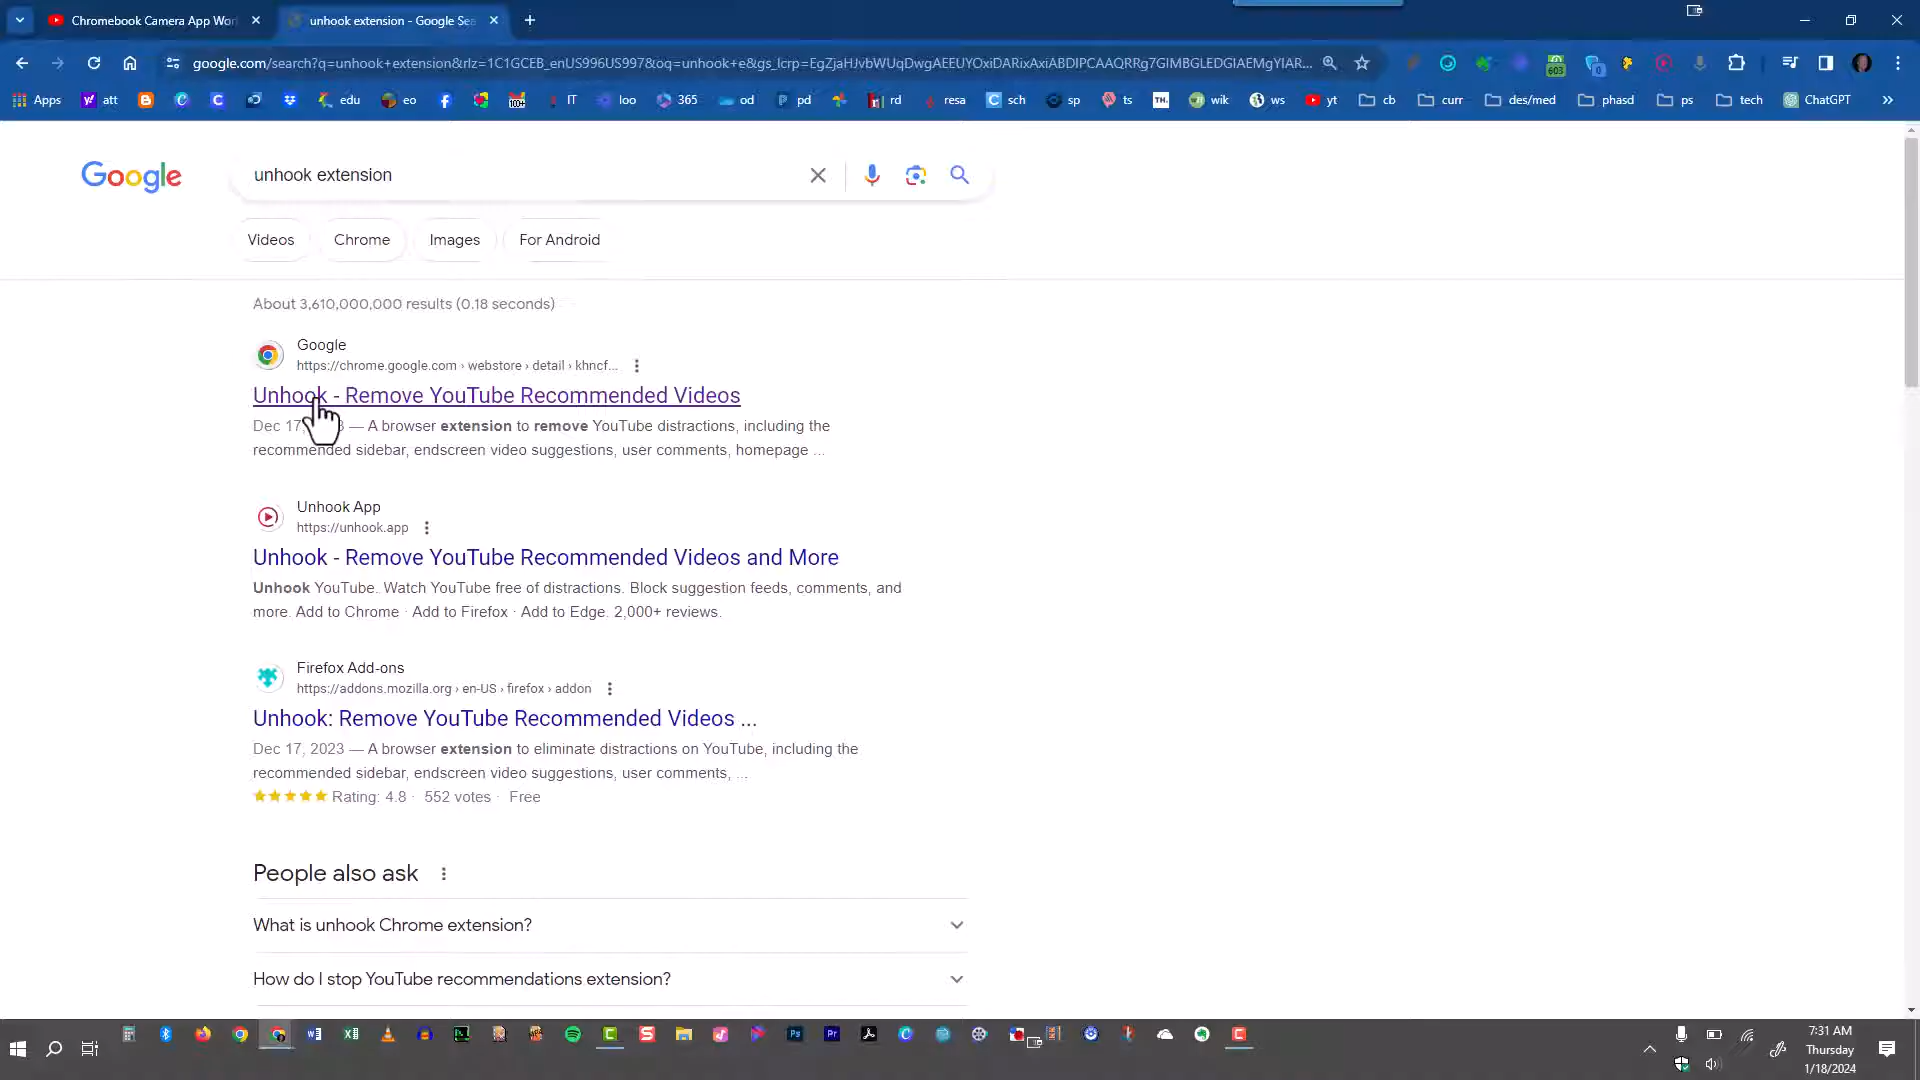 Chromebook Camera App Wor
unhook extension - Google Sea
google.com/search?q=unhook+extension&rlz=1C1GCEB_enUS996US997&oq=unhook+e&gs_lcrp=EgZjaHJvbWUqDwgAEEUYOxiDARixAxiABDIPCAAQRRg7GIMBGLEDGIAEMgYIAR...
603
0
Apps
att
edu
eo
IT
loo
365
od
pd
rd
resa
sch
sp
ts
TH.
wik
ws
yt
cb
curr
des/med
phasd
ps
tech
ChatGPT
Google
unhook extension
Videos
Chrome
Images
For Android
About 3,610,000,000 results (0.18 seconds)
Google
https://chrome.google.com › webstore › detail › khncf...
Unhook - Remove YouTube Recommended Videos
Dec 17, 3 — A browser extension to remove YouTube distractions, including the
recommended sidebar, endscreen video suggestions, user comments, homepage ...
Unhook App
https://unhook.app
Unhook - Remove YouTube Recommended Videos and More
Unhook YouTube. Watch YouTube free of distractions. Block suggestion feeds, comments, and
more. Add to Chrome · Add to Firefox · Add to Edge. 2,000+ reviews.
Firefox Add-ons
https://addons.mozilla.org › en-US › firefox › addon
Unhook: Remove YouTube Recommended Videos ...
Dec 17, 2023 — A browser extension to eliminate distractions on YouTube, including the
recommended sidebar, endscreen video suggestions, user comments, ...
Rating: 4.8 · 552 votes · Free
People also ask
What is unhook Chrome extension?
How do I stop YouTube recommendations extension?
7:31 AM
Thursday
1/18/2024